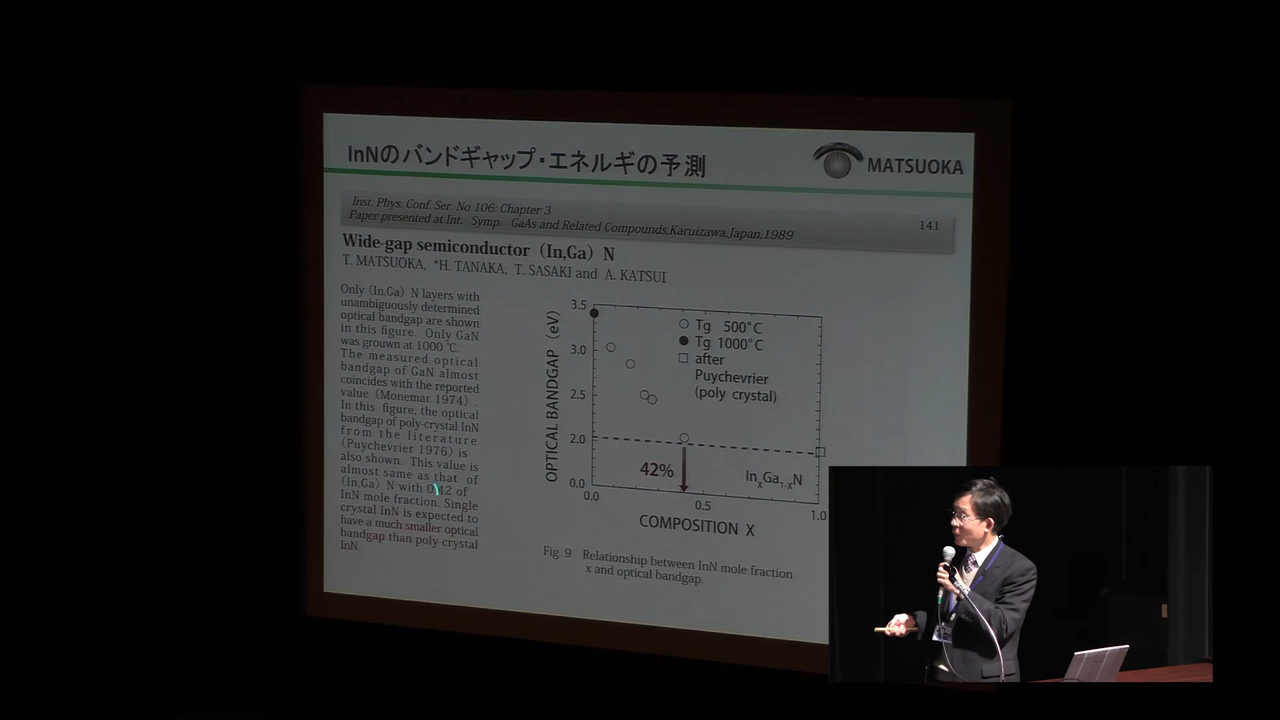 InNのバンドギャップ・エネルギの予測
MATSUOKA
Inst. Phys. Conf. Ser. No 106: Chapter 3
Paper presented at Int. Symp. GaAs and Related Compounds,Karuizawa,Japan,1989
141
Wide-gap semiconductor (In,Ga) N
T. MATSUOKA, *H. TANAKA, T. SASAKI and A. KATSUI
Only (In,Ga) N layers with
unambiguously determined
optical bandgap are shown
in this figure. Only GaN
was grouwn at 1000 ℃.
The measured optical
bandgap of GaN almost
coincides with the reported
value (Monemar 1974) .
In this figure, the optical
bandgap of poly-crystal InN
from the literature
(Puychevrier 1976) is
also shown. This value is
almost same as that of
(In,Ga) N with 0.42 of
InN mole fraction. Single
crystal InN is expected to
have a much smaller optical
bandgap than poly-crystal
InN.
OPTICAL BANDGAP (eV)
3.5
3.0
2.5
2.0
0.0
Tg 500°C
Tg 1000°C
after
Puychevrier
(poly crystal)
42%
InxGa1-xN
0.0
0.5
1.0
COMPOSITION X
Fig. 9 Relationship between InN mole fraction
x and optical bandgap.